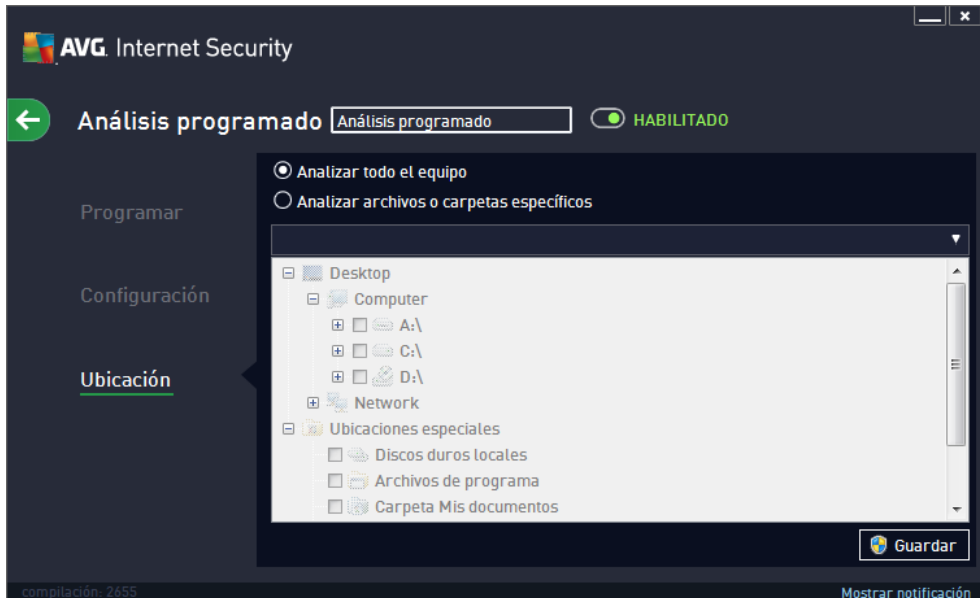 AVG. Internet Security
Análisis programado Análisis programado HABILITADO
Analizar todo el equipo
Analizar archivos o carpetas específicos
Programar
Configuración
Ubicación
Desktop
Computer
A:\
C:\
D:\
Network
Ubicaciones especiales
Discos duros locales
Archivos de programa
Carpeta Mis documentos
Guardar
compilación: 2655
Mostrar notificación